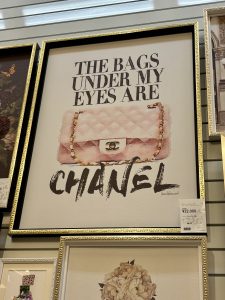 THE BAGS
UNDER MY
EYES ARE
CHANEL